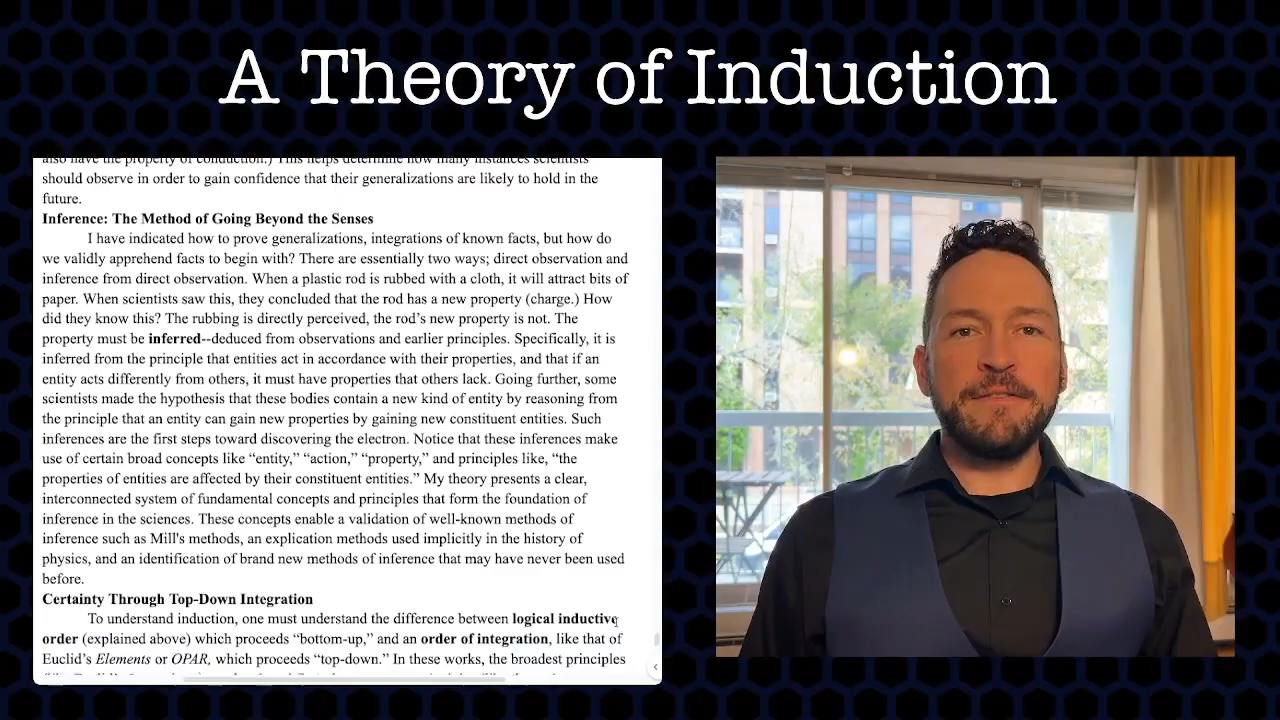 A Theory of Induction
also have the property of conduction.) This helps determine how many instances scientists
should observe in order to gain confidence that their generalizations are likely to hold in the
future.
Inference: The Method of Going Beyond the Senses
I have indicated how to prove generalizations, integrations of known facts, but how do
we validly apprehend facts to begin with? There are essentially two ways; direct observation and
inference from direct observation. When a plastic rod is rubbed with a cloth, it will attract bits of
paper. When scientists saw this, they concluded that the rod has a new property (charge.) How
did they know this? The rubbing is directly perceived, the rod’s new property is not. The
property must be inferred--deduced from observations and earlier principles. Specifically, it is
inferred from the principle that entities act in accordance with their properties, and that if an
entity acts differently from others, it must have properties that others lack. Going further, some
scientists made the hypothesis that these bodies contain a new kind of entity by reasoning from
the principle that an entity can gain new properties by gaining new constituent entities. Such
inferences are the first steps toward discovering the electron. Notice that these inferences make
use of certain broad concepts like “entity,” “action,” “property,” and principles like, “the
properties of entities are affected by their constituent entities.” My theory presents a clear,
interconnected system of fundamental concepts and principles that form the foundation of
inference in the sciences. These concepts enable a validation of well-known methods of
inference such as Mill's methods, an explication methods used implicitly in the history of
physics, and an identification of brand new methods of inference that may have never been used
before.
Certainty Through Top-Down Integration
To understand induction, one must understand the difference between logical inductive
order (explained above) which proceeds “bottom-up,” and an order of integration, like that of
Euclid’s Elements or OPAR, which proceeds “top-down.” In these works, the broadest principles